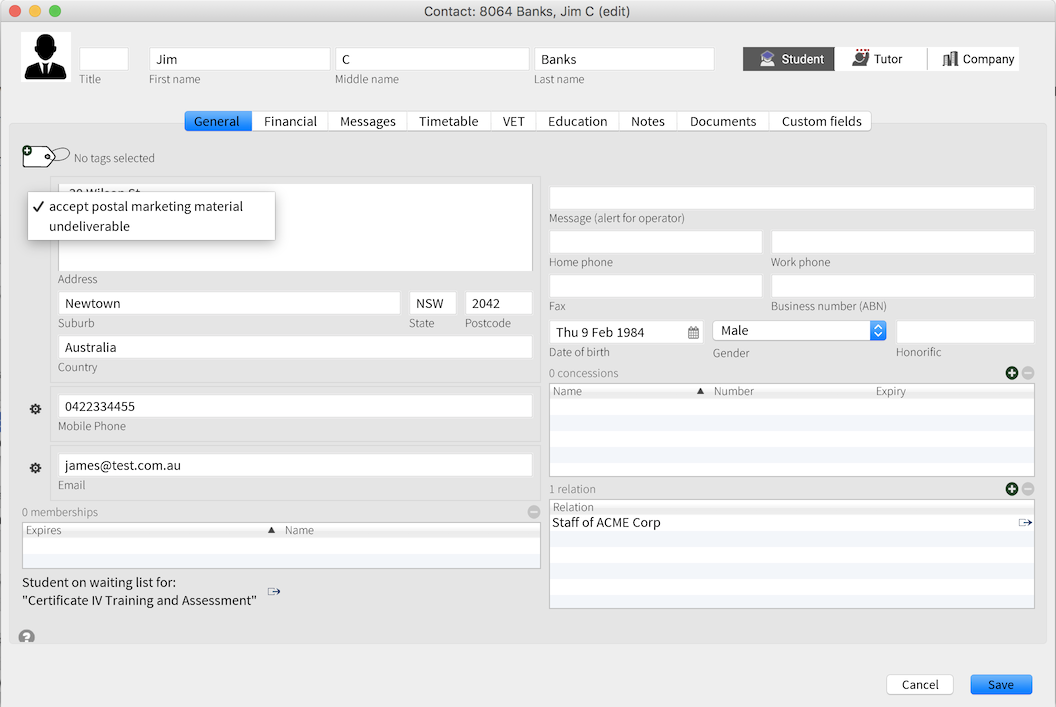 Contact: 8064 Banks, Jim C (edit)
Jim C Banks
Title First name Middle name Last name
Student Tutor Company
General Financial Messages Timetable VET Education Notes Documents Custom fields
No tags selected
accept postal marketing material
undeliverable
Address
Newtown NSW 2042
Suburb State Postcode
Australia
Country
0422334455
Mobile Phone
james@test.com.au
Email
0 memberships
Expires ▲ Name
Student on waiting list for:
"Certificate IV Training and Assessment"
Message (alert for operator)
Home phone Work phone
Fax Business number (ABN)
Thu 9 Feb 1984 Male
Date of birth Gender Honorific
0 concessions
Name ▲ Number Expiry
1 relation
Relation
Staff of ACME Corp
?
Cancel Save